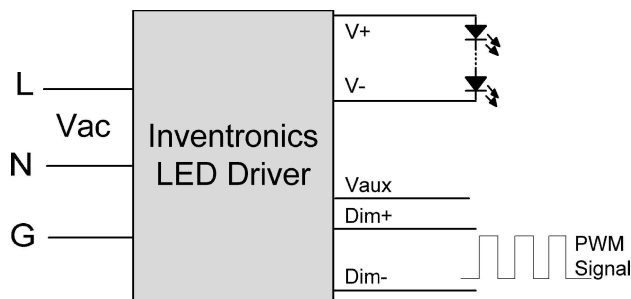 L
Vac
N
G
Inventronics
LED Driver
V+
V-
Vaux
Dim+
Dim-
PWM
Signal